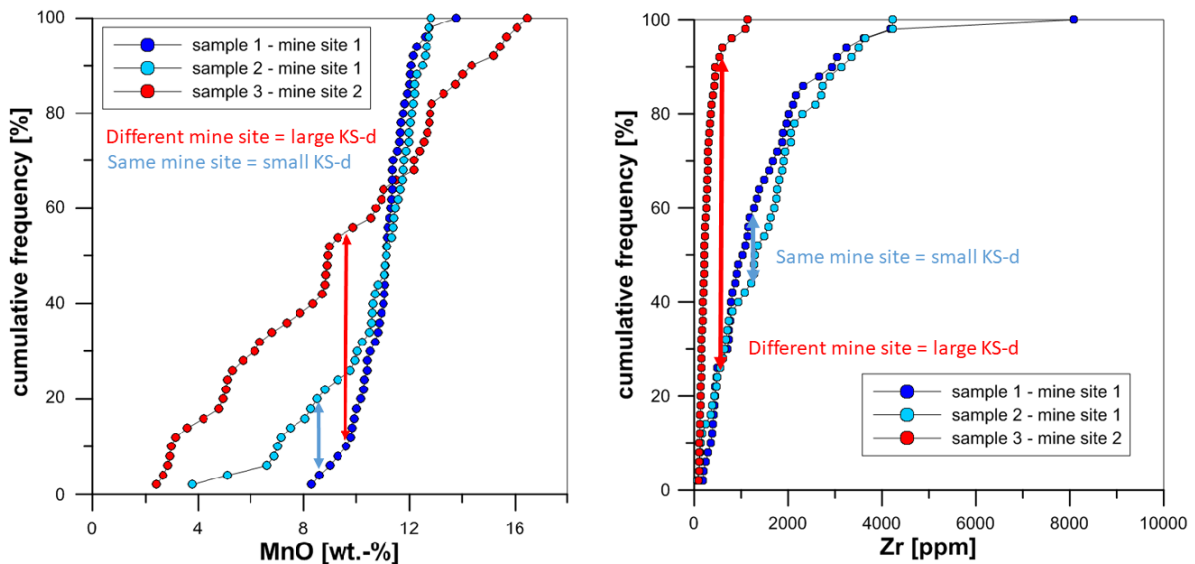 100
80
60
40
20
0
cumulative frequency [%]
sample 1 - mine site 1
sample 2 - mine site 1
sample 3 - mine site 2
Different mine site = large KS-d
Same mine site = small KS-d
0
4
8
12
16
MnO [wt.-%]
100
80
60
40
20
0
cumulative frequency [%]
Same mine site = small KS-d
Different mine site = large KS-d
sample 1 - mine site 1
sample 2 - mine site 1
sample 3 - mine site 2
0
2000
4000
6000
8000
10000
Zr [ppm]